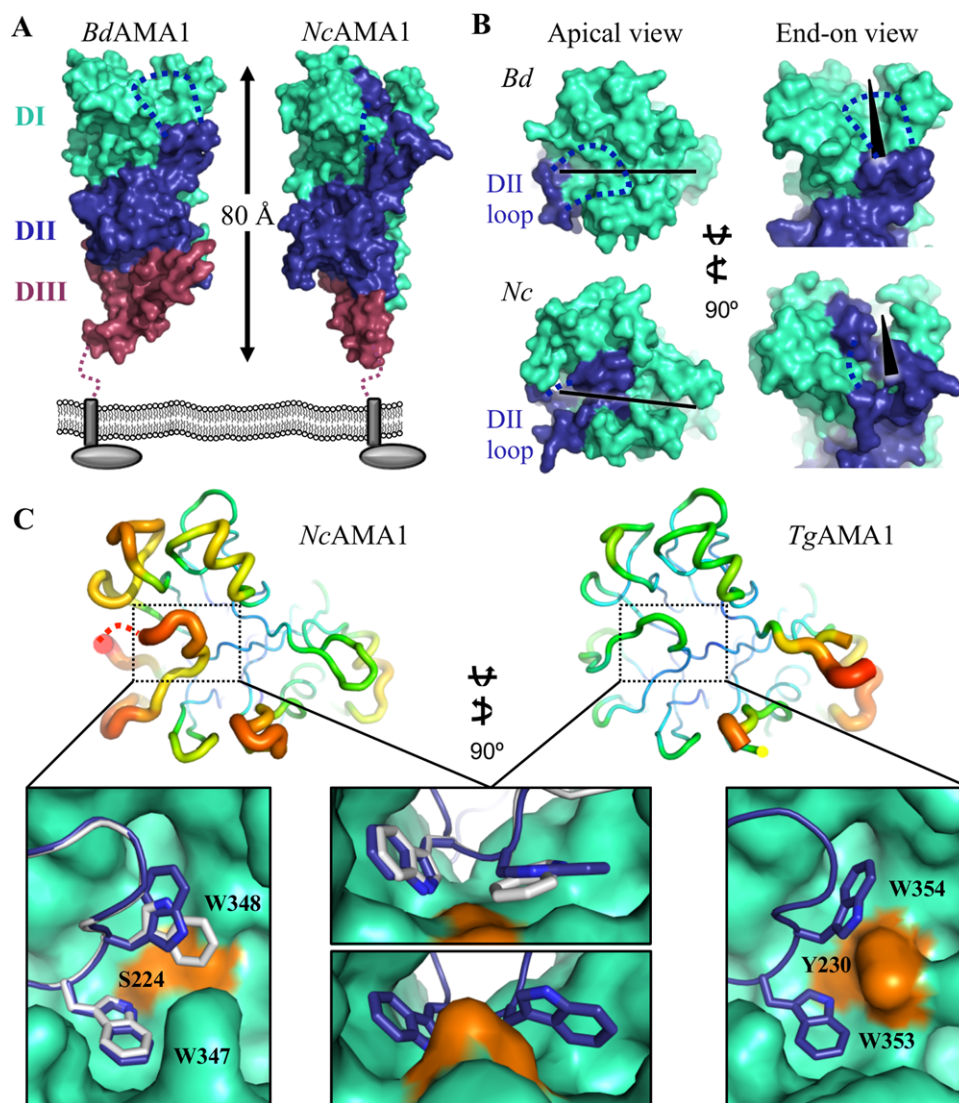 A
BdAMA1
NcAMA1
DI
DII
DIII
80 Å
B
Apical view
End-on view
Bd
DII
loop
Nc
DII
loop
90º
C
NcAMA1
TgAMA1
90º
W348
S224
W347
W354
Y230
W353